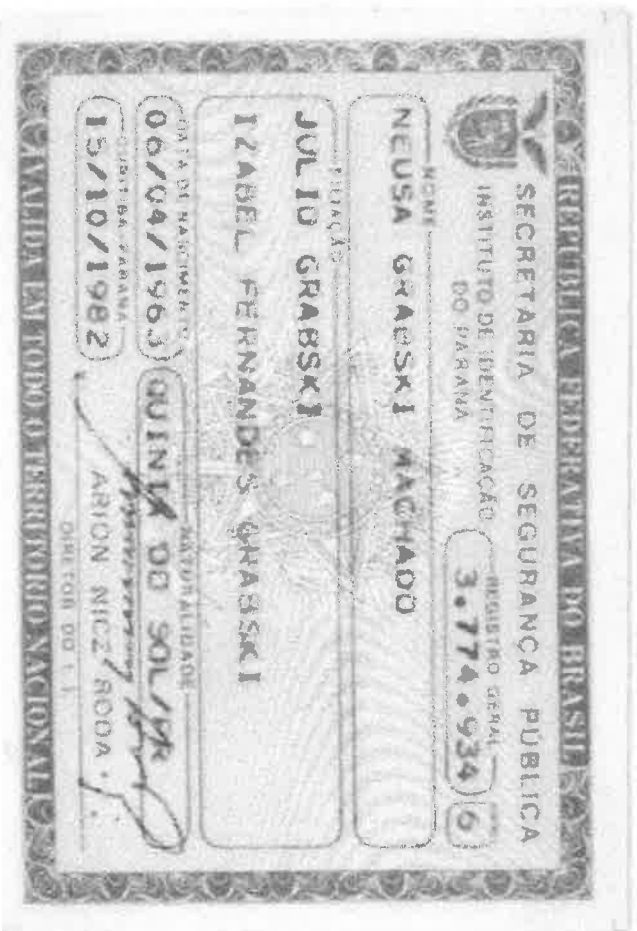 REPUBLICA FEDERATIVA DO BRASIL
SECRETARIA DE SEGURANCA PUBLICA
INSTITUTO DE IDENTIFICAÇÃO
DO PARANA
REGISTRO GERAL
3.774.934 6
NOME
NEUSA GRABSKI MACHADO
FILIAÇÃO
JULIO GRABSKI
IZABEL FERNANDES GRABSKI
DATA DE NASCIMENTO
06/04/1963
NATURALIDADE
QUINTA DO SOL/PR
CURITIBA PARANA
15/10/1982
ARION NICZ RODA
DIRETOR DO I I
VALIDA EM TODO O TERRITORIO NACIONAL